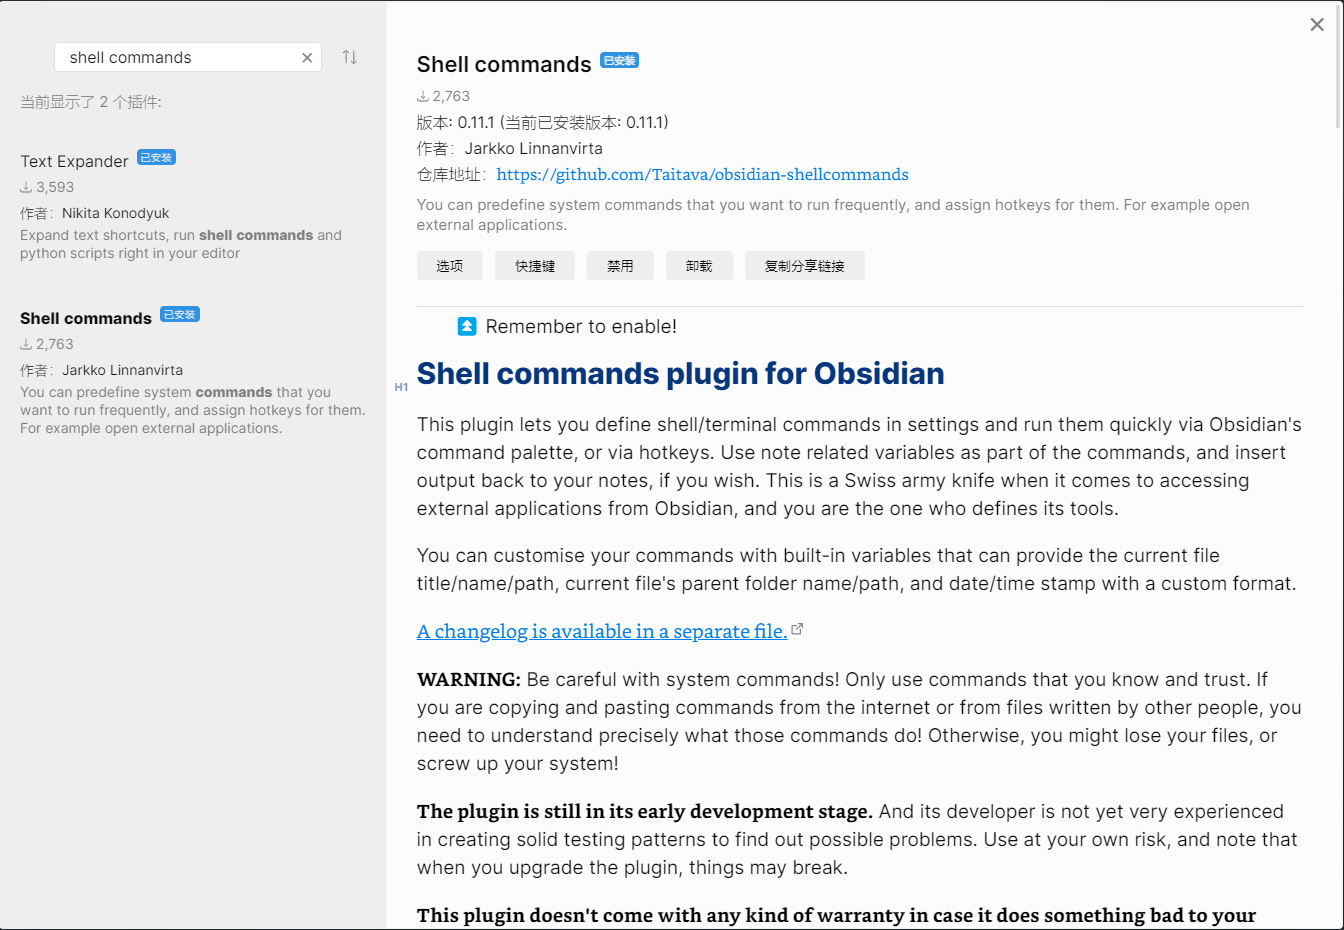 shell commands
当前显示了 2 个插件:
Text Expander 已安装
3,593
作者: Nikita Konodyuk
Expand text shortcuts, run shell commands and
python scripts right in your editor
Shell commands 已安装
2,763
作者: Jarkko Linnanvirta
You can predefine system commands that you
want to run frequently, and assign hotkeys for them.
For example open external applications.
Shell commands 已安装
2,763
版本: 0.11.1 (当前已安装版本: 0.11.1)
作者: Jarkko Linnanvirta
仓库地址: https://github.com/Taitava/obsidian-shellcommands
You can predefine system commands that you want to run frequently, and assign hotkeys for them. For example open
external applications.
选项 快捷键 禁用 卸载 复制分享链接
Remember to enable!
H1 Shell commands plugin for Obsidian
This plugin lets you define shell/terminal commands in settings and run them quickly via Obsidian's
command palette, or via hotkeys. Use note related variables as part of the commands, and insert
output back to your notes, if you wish. This is a Swiss army knife when it comes to accessing
external applications from Obsidian, and you are the one who defines its tools.
You can customise your commands with built-in variables that can provide the current file
title/name/path, current file's parent folder name/path, and date/time stamp with a custom format.
A changelog is available in a separate file.
WARNING: Be careful with system commands! Only use commands that you know and trust. If
you are copying and pasting commands from the internet or from files written by other people, you
need to understand precisely what those commands do! Otherwise, you might lose your files, or
screw up your system!
The plugin is still in its early development stage. And its developer is not yet very experienced
in creating solid testing patterns to find out possible problems. Use at your own risk, and note that
when you upgrade the plugin, things may break.
This plugin doesn't come with any kind of warranty in case it does something bad to your